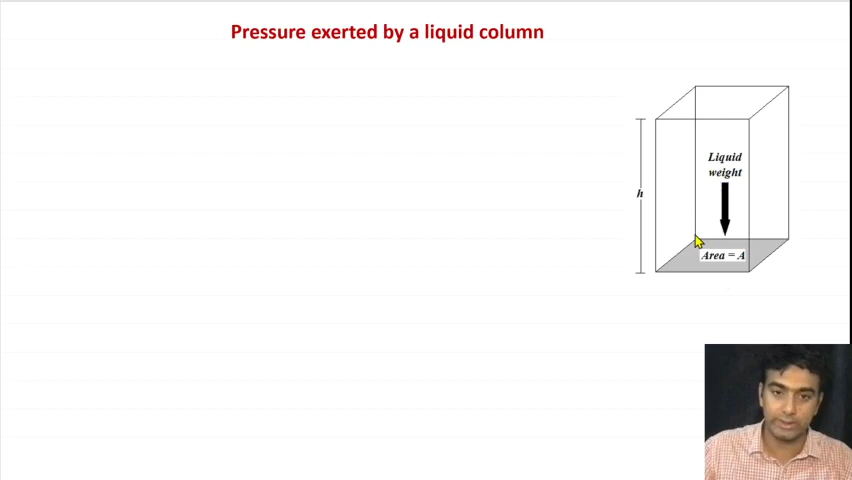 Pressure exerted by a liquid column
Liquid
weight
h
Area = A